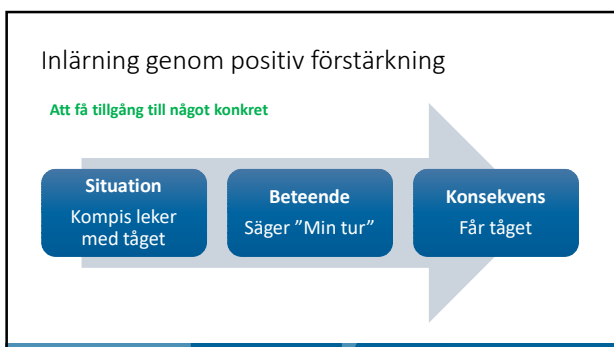 Inlärning genom positiv förstärkning
Att få tillgång till något konkret
Situation
Kompis leker
med tåget
Beteende
Säger ”Min tur”
Konsekvens
Får tåget